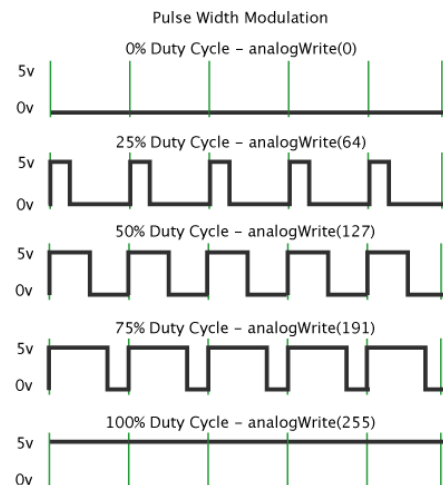 Pulse Width Modulation
0% Duty Cycle – analogWrite(0)
5v
0v
25% Duty Cycle – analogWrite(64)
5v
0v
50% Duty Cycle – analogWrite(127)
5v
0v
75% Duty Cycle – analogWrite(191)
5v
0v
100% Duty Cycle – analogWrite(255)
5v
0v